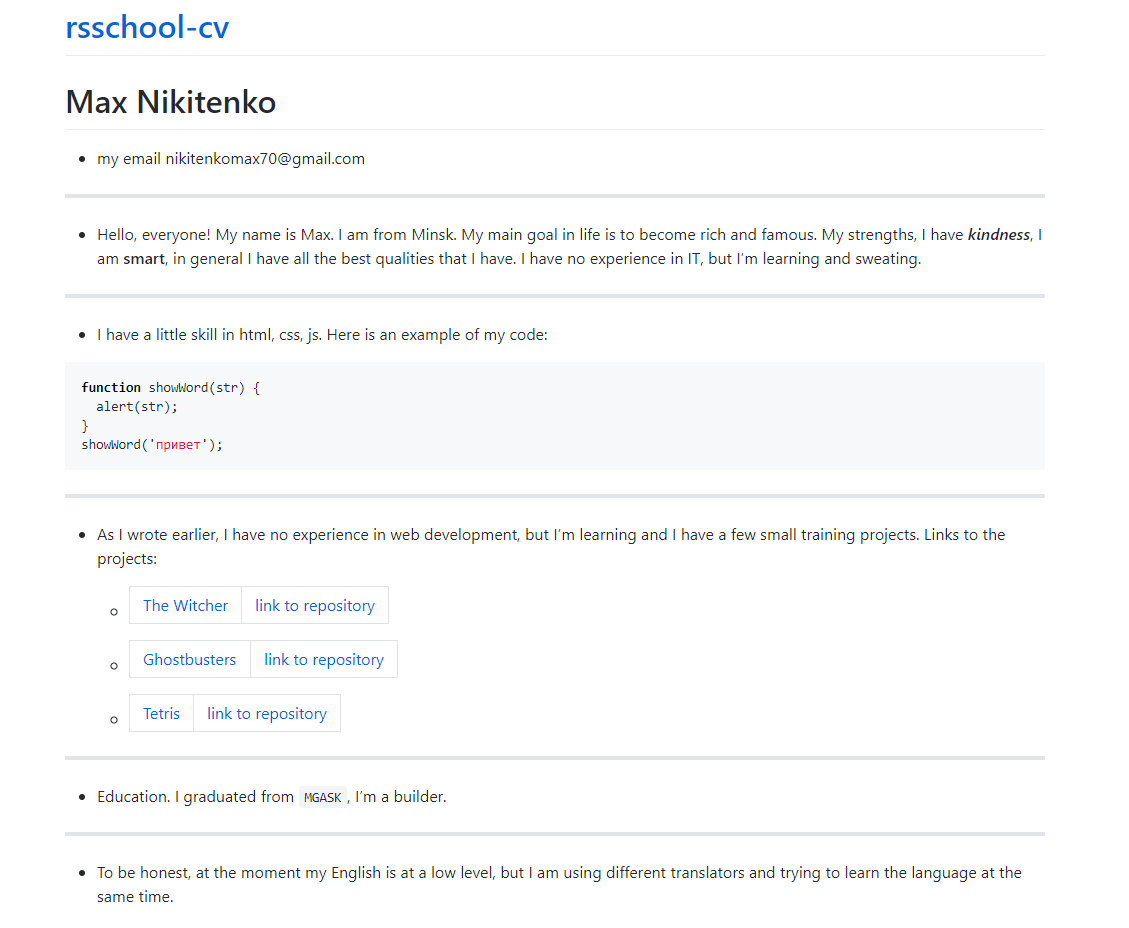 rsschool-cv
Max Nikitenko
my email nikitenkomax70@gmail.com
Hello, everyone! My name is Max. I am from Minsk. My main goal in life is to become rich and famous. My strengths, I have kindness, I
am smart, in general I have all the best qualities that I have. I have no experience in IT, but I’m learning and sweating.
I have a little skill in html, css, js. Here is an example of my code:
function showWord(str) {
  alert(str);
}
showWord('привет');
As I wrote earlier, I have no experience in web development, but I’m learning and I have a few small training projects. Links to the
projects:
The Witcher link to repository
Ghostbusters link to repository
Tetris link to repository
Education. I graduated from MGASK , I’m a builder.
To be honest, at the moment my English is at a low level, but I am using different translators and trying to learn the language at the
same time.